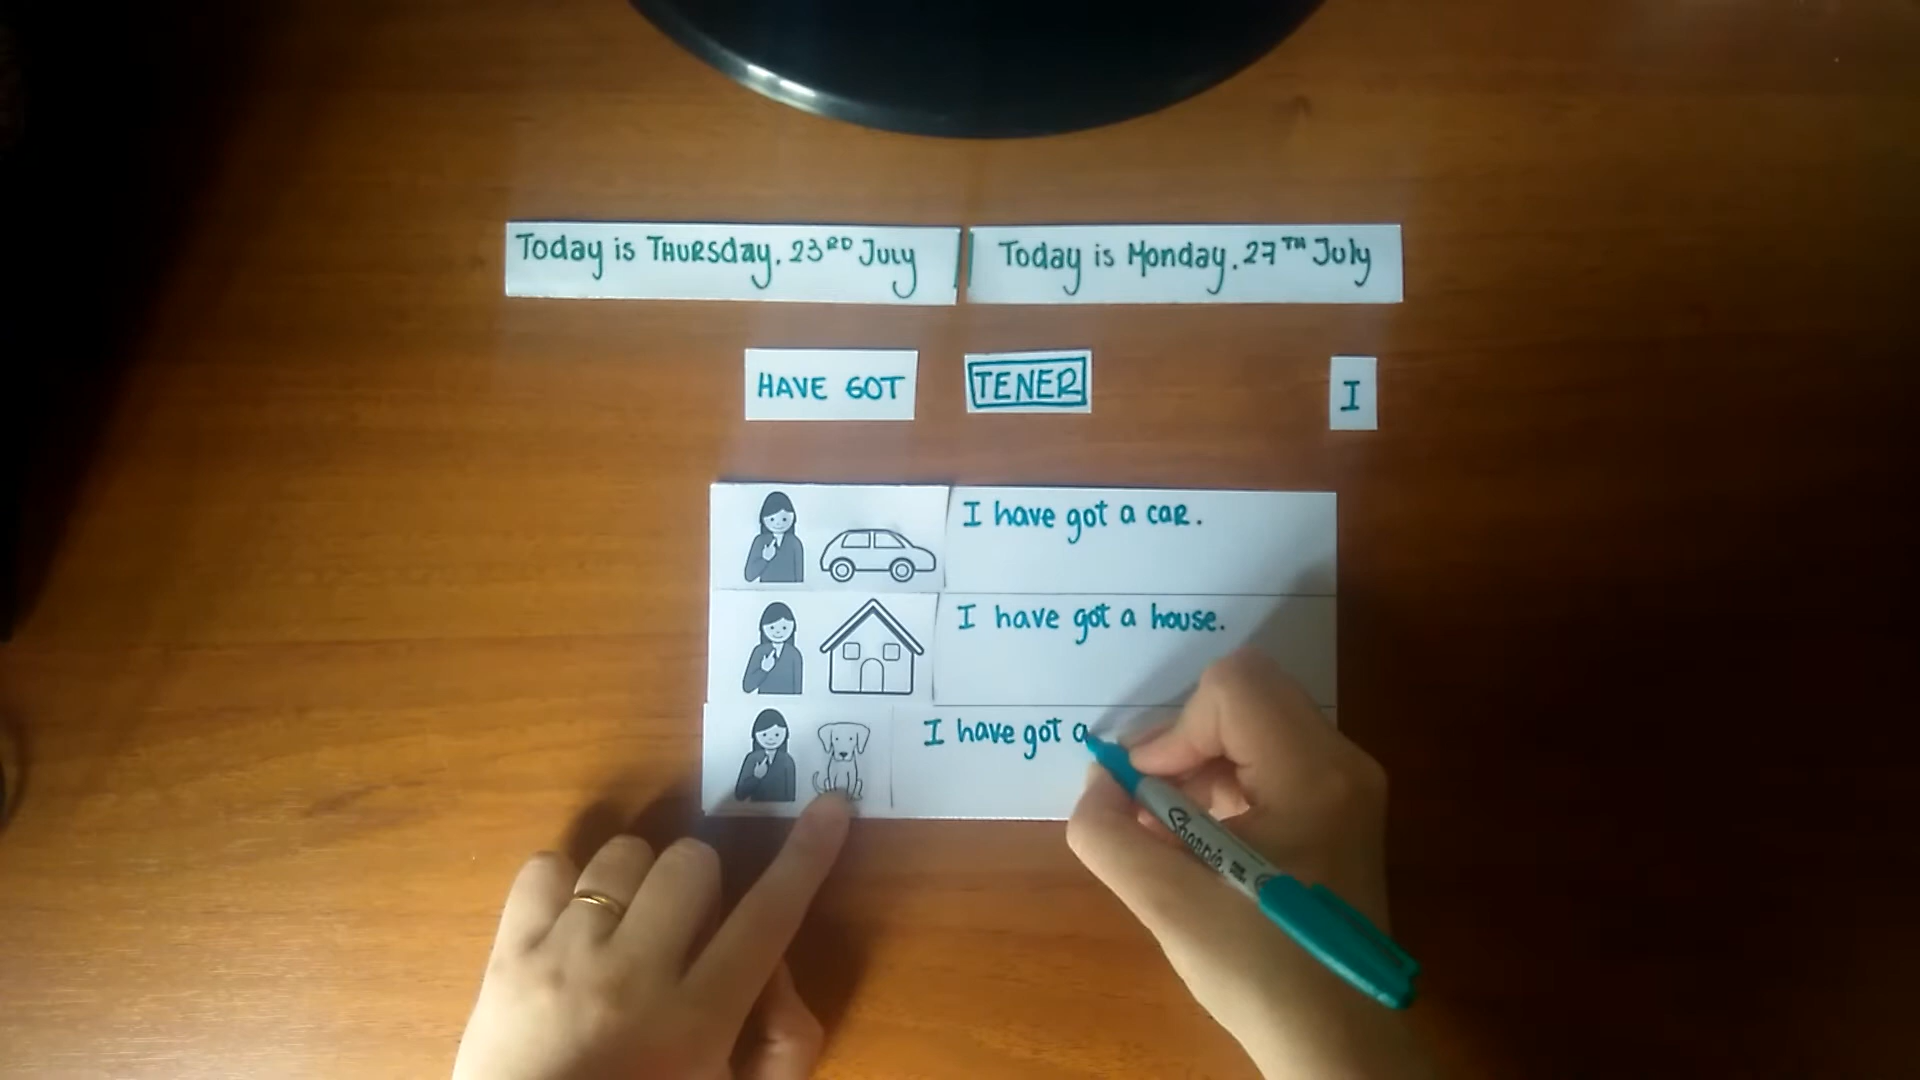 Today is THURSday, 23RD July
Today is Monday, 27TH July
HAVE GOT
TENER
I
I have got a caR.
I have got a house.
I have got a
Sharpie